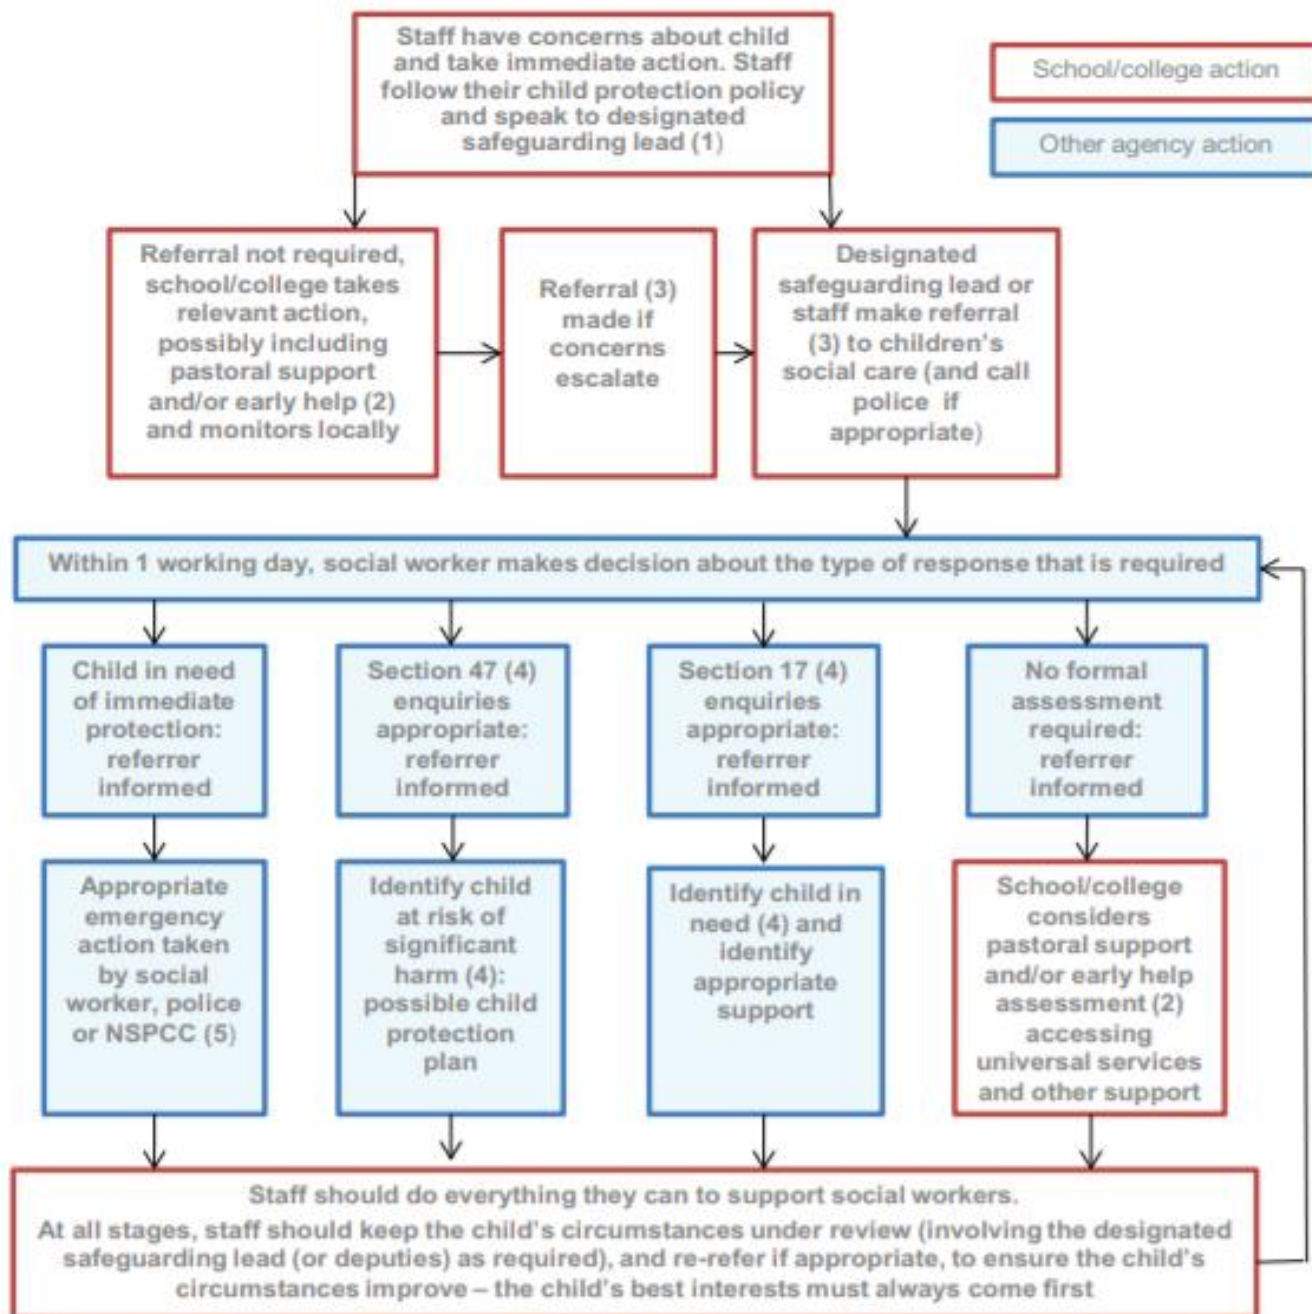 Staff have concerns about child
and take immediate action. Staff
follow their child protection policy
and speak to designated
safeguarding lead (1)
School/college action
Other agency action
Referral not required,
school/college takes
relevant action,
possibly including
pastoral support
and/or early help (2)
and monitors locally
Referral (3)
made if
concerns
escalate
Designated
safeguarding lead or
staff make referral
(3) to children's
social care (and call
police if
appropriate)
Within 1 working day, social worker makes decision about the type of response that is required
Child in need
of immediate
protection:
referrer
informed
Section 47 (4)
enquiries
appropriate:
referrer
informed
Section 17 (4)
enquiries
appropriate:
referrer
informed
No formal
assessment
required:
referrer
informed
Appropriate
emergency
action taken
by social
worker, police
or NSPCC (5)
Identify child
at risk of
significant
harm (4):
possible child
protection
plan
Identify child in
need (4) and
identify
appropriate
support
School/college
considers
pastoral support
and/or early help
assessment (2)
accessing
universal services
and other support
Staff should do everything they can to support social workers.
At all stages, staff should keep the child's circumstances under review (involving the designated
safeguarding lead (or deputies) as required), and re-refer if appropriate, to ensure the child's
circumstances improve – the child's best interests must always come first